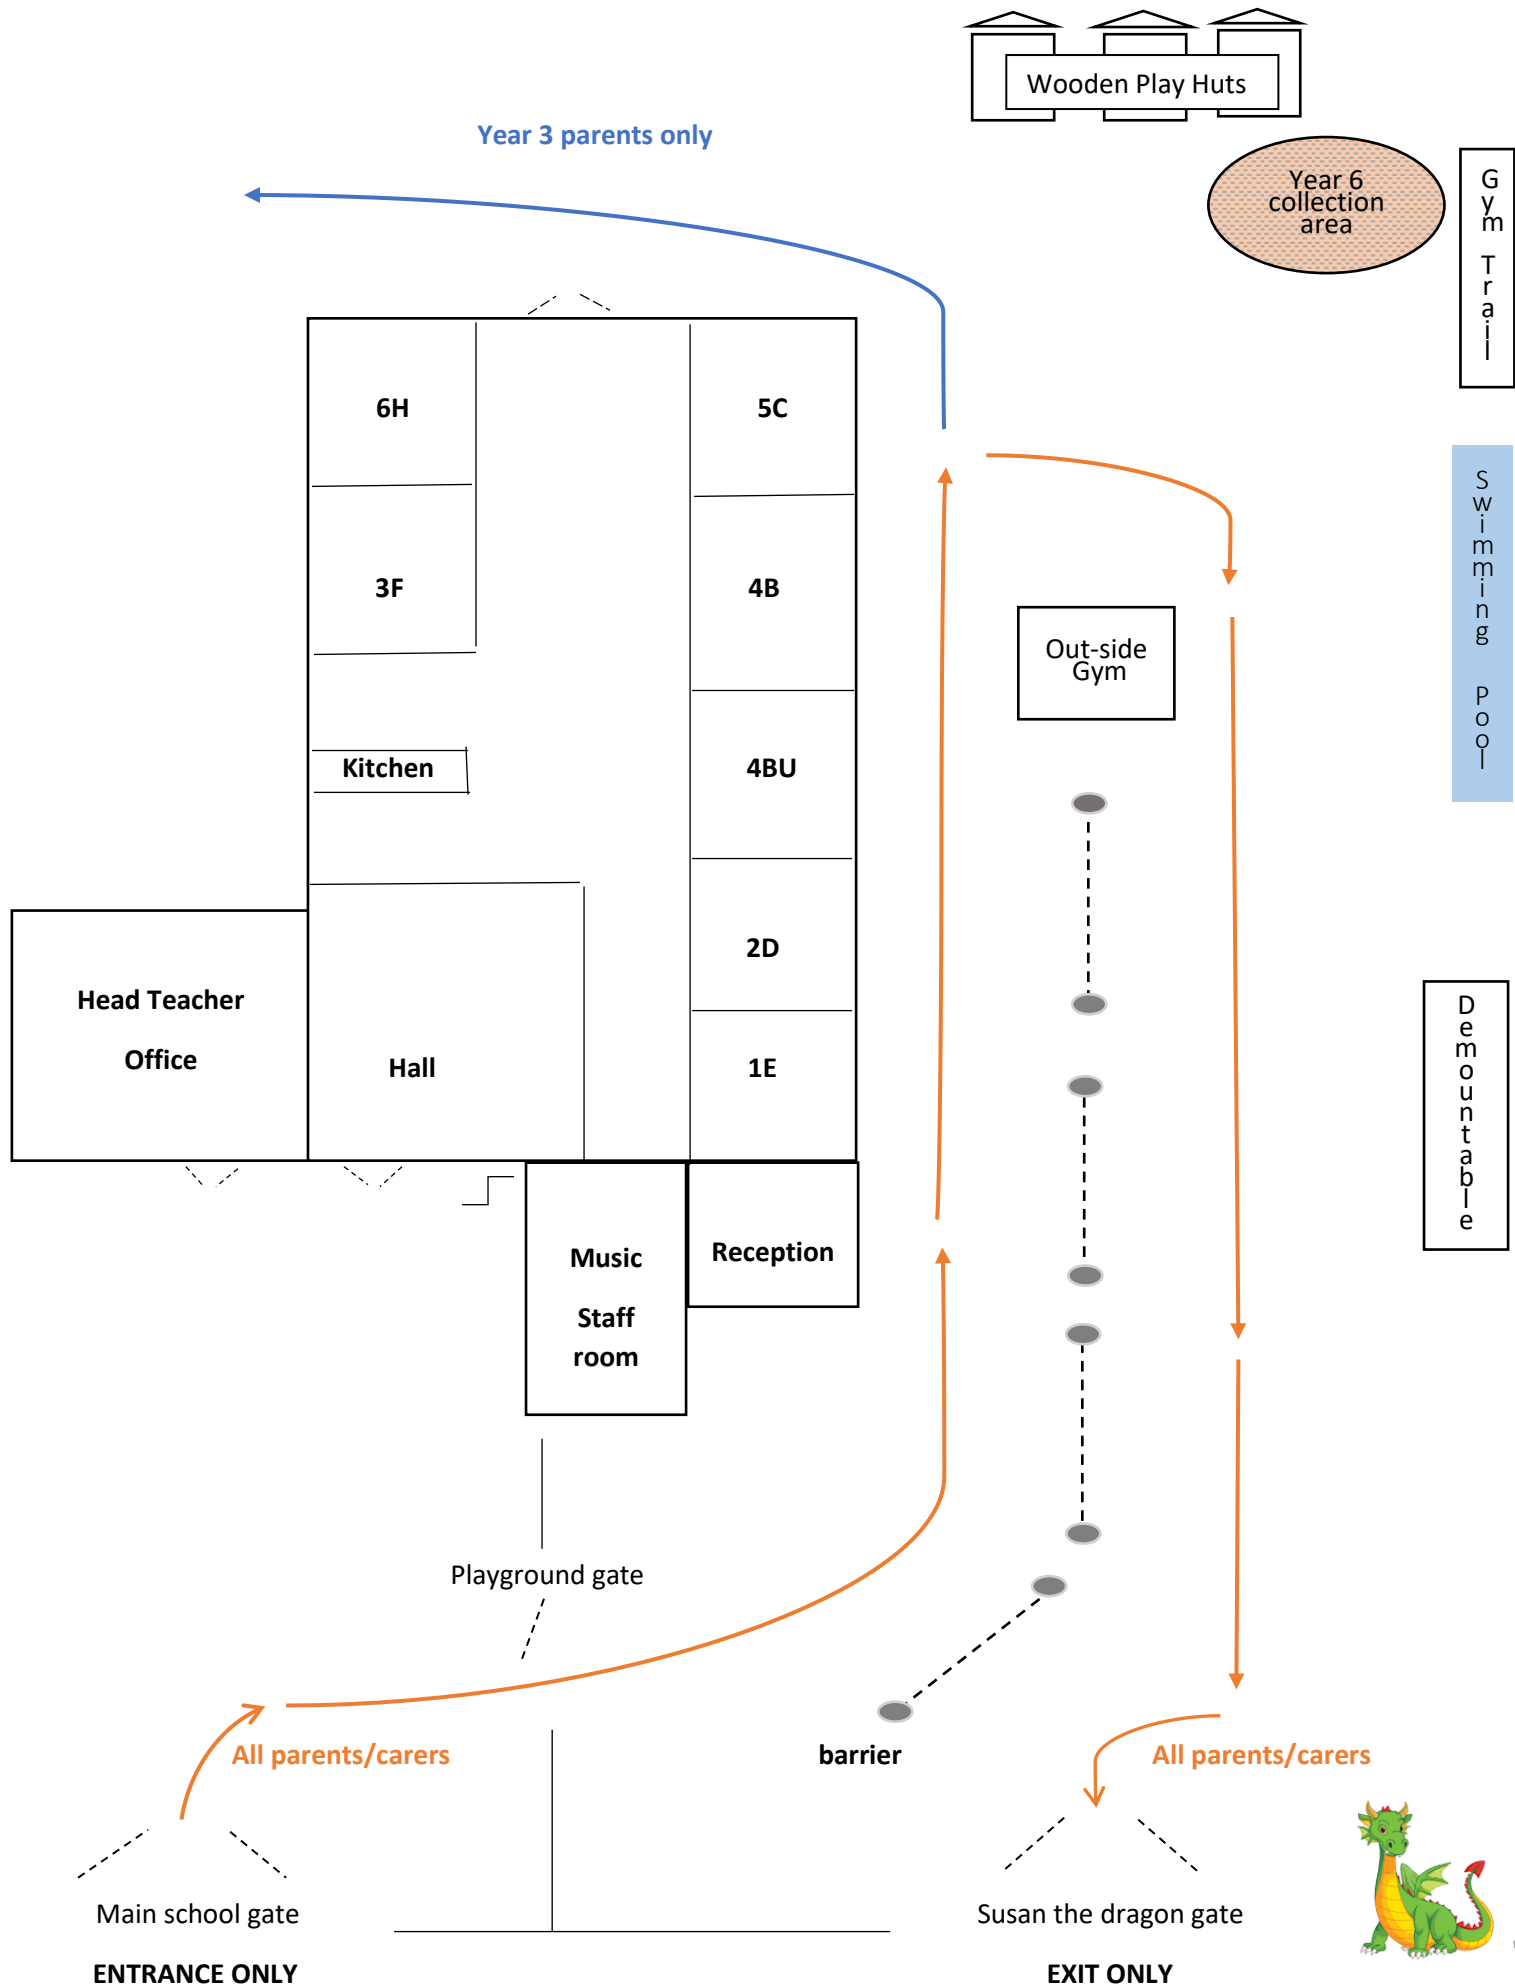 Wooden Play Huts
Year 3 parents only
Year 6
collection
area
Gym Trail
6H
5C
Swimming Pool
3F
4B
Out-side
Gym
Kitchen
4BU
2D
Head Teacher
Office
Hall
1E
Demountable
Music
Staff
room
Reception
Playground gate
All parents/carers
barrier
All parents/carers
Main school gate
ENTRANCE ONLY
Susan the dragon gate
EXIT ONLY